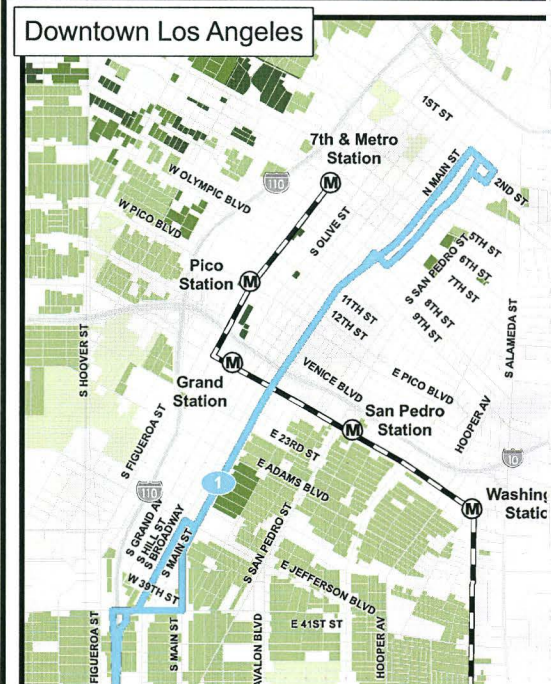 Downtown Los Angeles
1ST ST
7th & Metro
Station
110
N MAIN ST
2ND ST
W OLYMPIC BLVD
W PICO BLVD
S OLIVE ST
S SAN PEDRO ST
5TH ST
6TH ST
7TH ST
8TH ST
9TH ST
Pico
Station
11TH ST
12TH ST
S HOOVER ST
S ALAMEDA ST
Grand
Station
VENICE BLVD
E PICO BLVD
San Pedro
Station
HOOPER AV
S FIGUEROA ST
E 23RD ST
10
E ADAMS BLVD
1
110
Washing
Static
S GRAND AV
S HILL ST
S BROADWAY
S MAIN ST
S SAN PEDRO ST
W 39TH ST
E JEFFERSON BLVD
FIGUEROA ST
S MAIN ST
AVALON BLVD
E 41ST ST
HOOPER AV
M
M
M
M
M